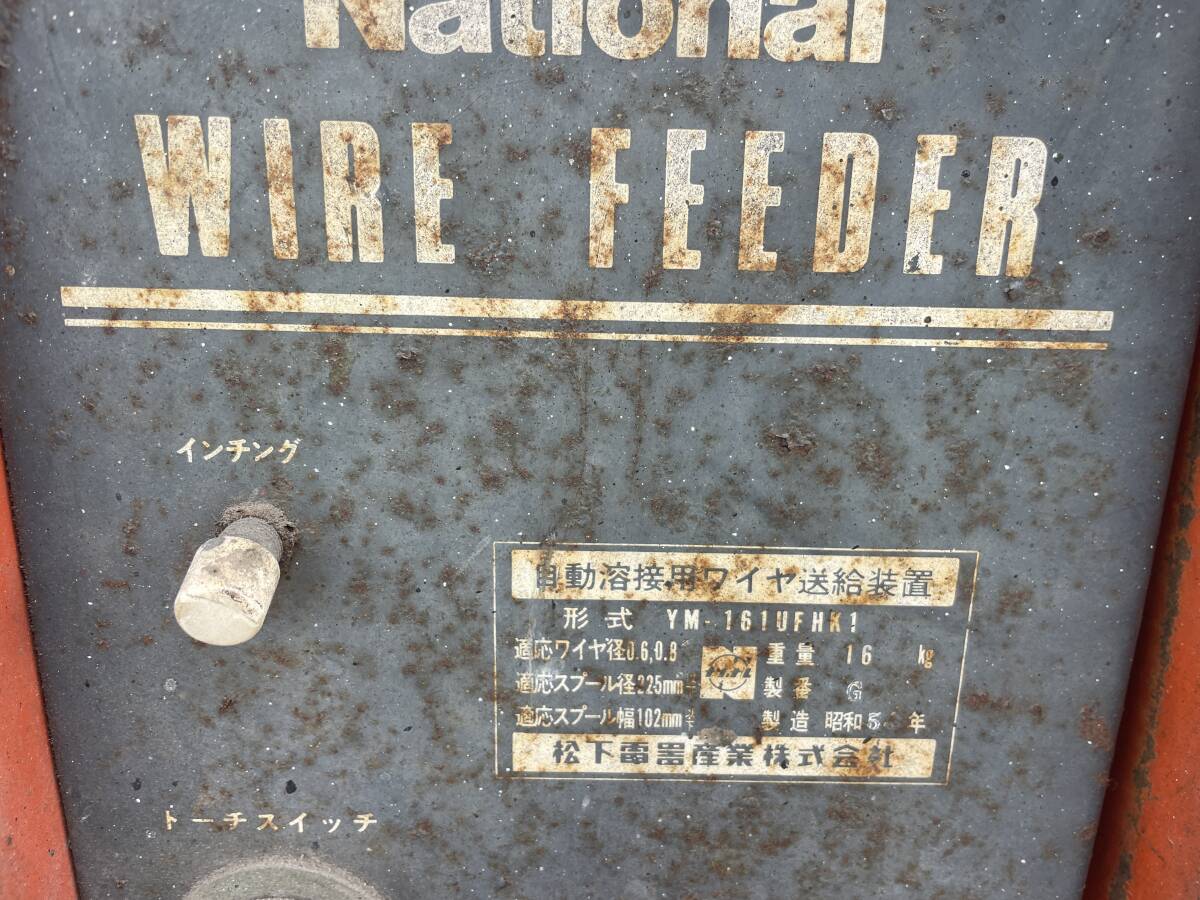 National
WIRE FEEDER
インチング
自動溶接用ワイヤ送給装置
形式 YM-161UFHK1
適応ワイヤ径0.6,0.8
重量 16 kg
適応スプール径225mm
製番 G
適応スプール幅102mm
製造 昭和5 年
松下電器産業株式会社
トーチスイッチ